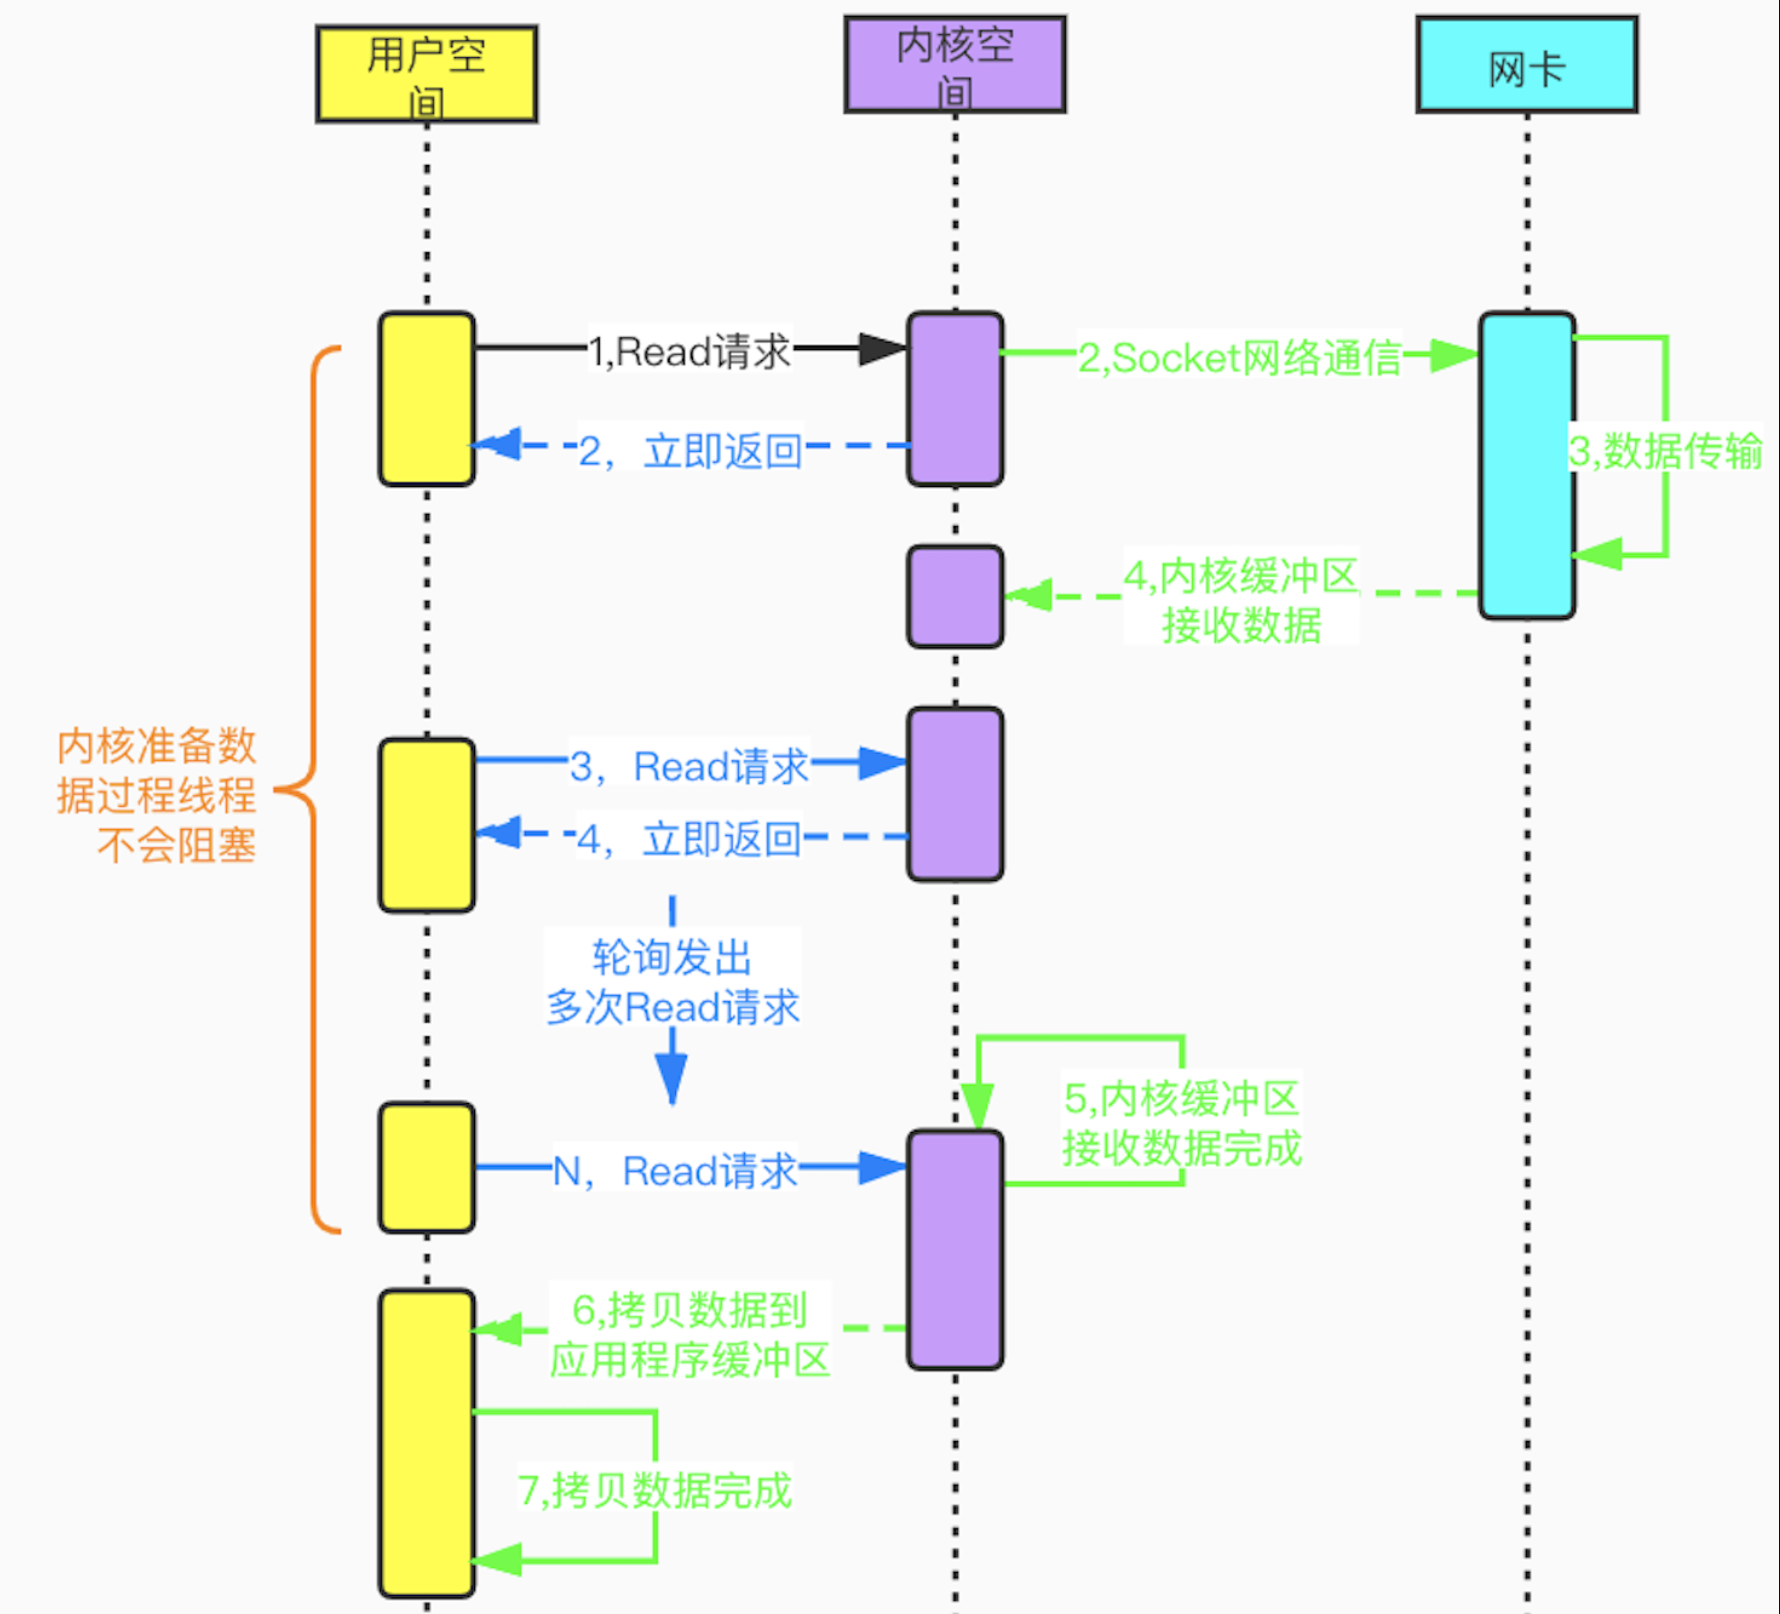 用户空
间
内核空
间
网卡
1,Read请求
2,Socket网络通信
2，立即返回
3,数据传输
4,内核缓冲区
接收数据
内核准备数
据过程线程
不会阻塞
3，Read请求
4，立即返回
轮询发出
多次Read请求
5,内核缓冲区
接收数据完成
N，Read请求
6,拷贝数据到
应用程序缓冲区
7,拷贝数据完成